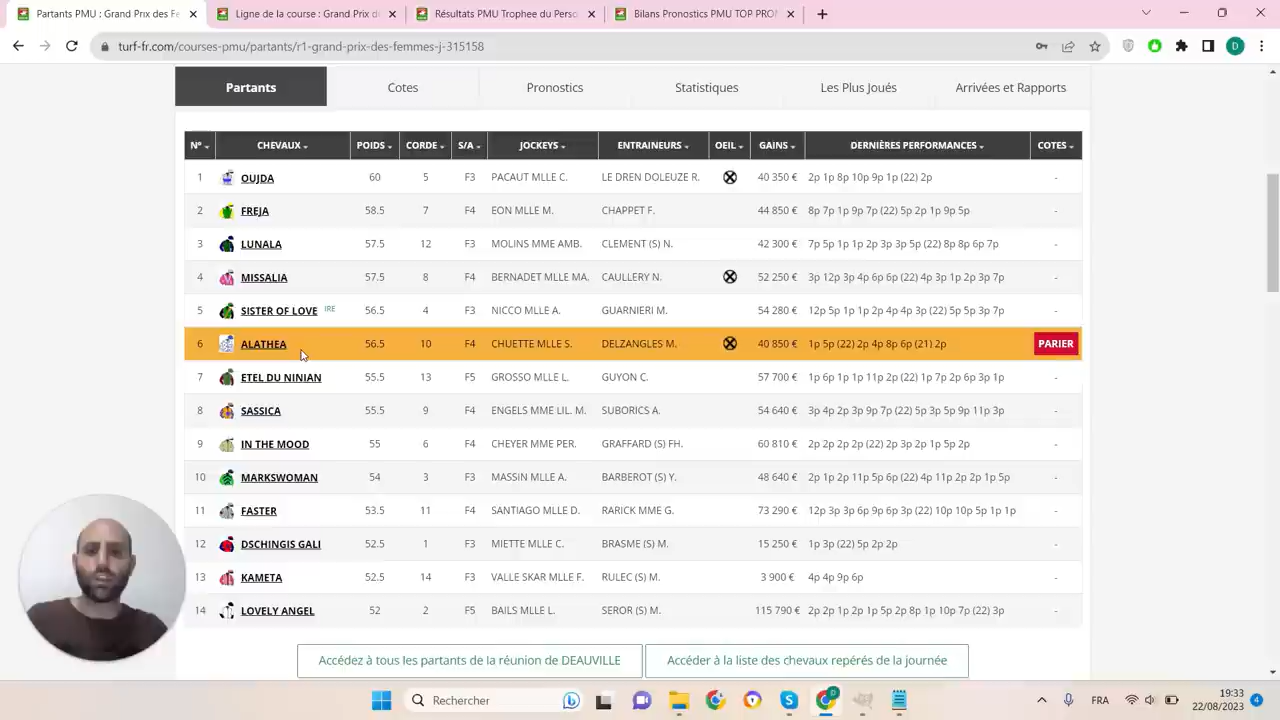 Partants PMU : Grand Prix des Fe
Ligne de la course : Grand Prix de
Résultats PMU Trophee du Perso
Bilans Pronostics PMU TOP PRO
turf-fr.com/courses-pmu/partants/r1-grand-prix-des-femmes-j-315158
D
Partants Cotes Pronostics Statistiques Les Plus Joués Arrivées et Rapports
N° CHEVAUX POIDS CORDE S/A JOCKEYS ENTRAINEURS OEIL GAINS DERNIÈRES PERFORMANCES COTES
1 OUJDA 60 5 F3 PACAUT MLLE C. LE DREN DOLEUZE R. 40 350 € 2p 1p 8p 10p 9p 1p (22) 2p -
2 FREJA 58.5 7 F4 EON MLLE M. CHAPPET F. 44 850 € 8p 7p 1p 9p 7p (22) 5p 2p 1p 9p 5p -
3 LUNALA 57.5 12 F3 MOLINS MME AMB. CLEMENT (S) N. 42 300 € 7p 5p 1p 1p 2p 3p 3p 5p (22) 8p 8p 6p 7p -
4 MISSALIA 57.5 8 F4 BERNADET MLLE MA. CAULLERY N. 52 250 € 3p 12p 3p 4p 6p 6p (22) 4p 3p 1p 2p 3p 7p -
5 SISTER OF LOVE IRE 56.5 4 F3 NICCO MLLE A. GUARNIERI M. 54 280 € 12p 5p 1p 1p 2p 4p 4p 3p (22) 5p 5p 3p 7p -
6 ALATHEA 56.5 10 F4 CHUETTE MLLE S. DELZANGLES M. 40 850 € 1p 5p (22) 2p 4p 8p 6p (21) 2p PARIER
7 ETEL DU NINIAN 55.5 13 F5 GROSSO MLLE L. GUYON C. 57 700 € 1p 6p 1p 1p 11p 2p (22) 1p 7p 2p 6p 3p 1p -
8 SASSICA 55.5 9 F4 ENGELS MME LIL. M. SUBORICS A. 54 640 € 3p 4p 2p 3p 9p 7p (22) 5p 3p 5p 9p 11p 3p -
9 IN THE MOOD 55 6 F4 CHEYER MME PER. GRAFFARD (S) FH. 60 810 € 2p 2p 2p 2p (22) 2p 3p 2p 1p 5p 2p -
10 MARKSWOMAN 54 3 F3 MASSIN MLLE A. BARBEROT (S) Y. 48 640 € 2p 1p 2p 11p 5p 6p (22) 4p 11p 2p 2p 1p 5p -
11 FASTER 53.5 11 F4 SANTIAGO MLLE D. RARICK MME G. 73 290 € 12p 3p 3p 6p 9p 6p 3p (22) 10p 10p 5p 1p 1p -
12 DSCHINGIS GALI 52.5 1 F3 MIETTE MLLE C. BRASME (S) M. 15 250 € 1p 3p (22) 5p 2p 2p -
13 KAMETA 52.5 14 F3 VALLE SKAR MLLE F. RULEC (S) M. 3 900 € 4p 4p 9p 6p -
14 LOVELY ANGEL 52 2 F5 BAILS MLLE L. SEROR (S) M. 115 790 € 2p 2p 1p 2p 1p 5p 2p 8p 1p 10p 7p (22) 3p -
Accédez à tous les partants de la réunion de DEAUVILLE
Accéder à la liste des chevaux repérés de la journée
Rechercher
FRA
19:33
22/08/2023
4